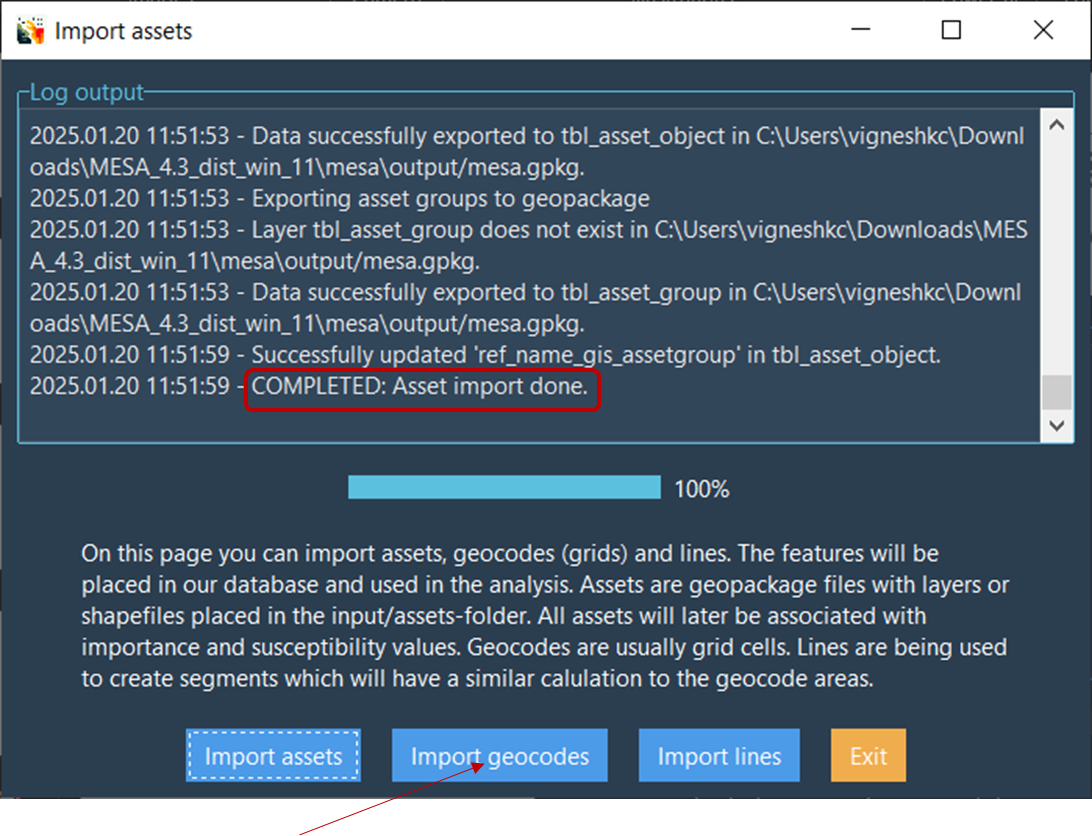 Import assets
Log output
2025.01.20 11:51:53 - Data successfully exported to tbl_asset_object in C:\Users\vigneshkc\Downl
oads\MESA_4.3_dist_win_11\mesa\output/mesa.gpkg.
2025.01.20 11:51:53 - Exporting asset groups to geopackage
2025.01.20 11:51:53 - Layer tbl_asset_group does not exist in C:\Users\vigneshkc\Downloads\MES
A_4.3_dist_win_11\mesa\output/mesa.gpkg.
2025.01.20 11:51:53 - Data successfully exported to tbl_asset_group in C:\Users\vigneshkc\Downl
oads\MESA_4.3_dist_win_11\mesa\output/mesa.gpkg.
2025.01.20 11:51:59 - Successfully updated 'ref_name_gis_assetgroup' in tbl_asset_object.
2025.01.20 11:51:59 - COMPLETED: Asset import done.
100%
On this page you can import assets, geocodes (grids) and lines. The features will be
placed in our database and used in the analysis. Assets are geopackage files with layers or
shapefiles placed in the input/assets-folder. All assets will later be associated with
importance and susceptibility values. Geocodes are usually grid cells. Lines are being used
to create segments which will have a similar calulation to the geocode areas.
Import assets Import geocodes Import lines Exit